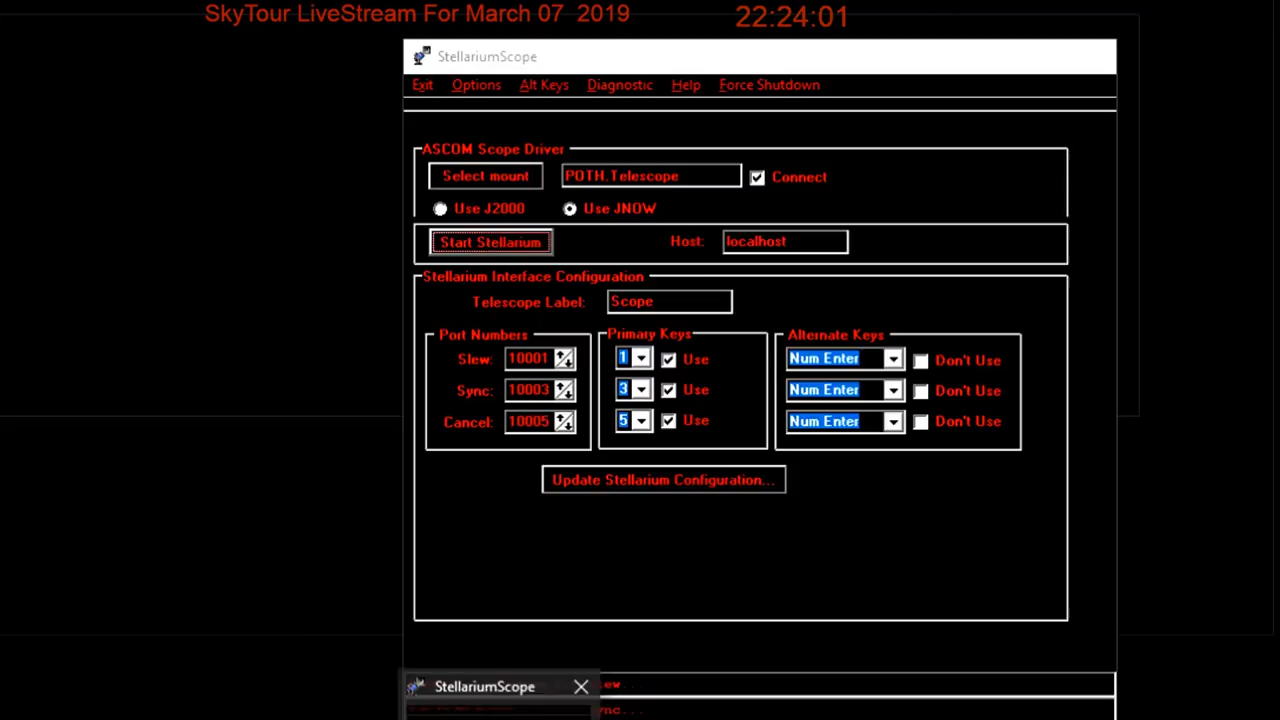 SkyTour LiveStream For March 07 2019 22:24:01
StellariumScope
Exit Options Alt Keys Diagnostic Help Force Shutdown
ASCOM Scope Driver
Select mount POTH.Telescope Connect
Use J2000 Use JNOW
Start Stellarium Host: localhost
Stellarium Interface Configuration
Telescope Label: Scope
Port Numbers Primary Keys Alternate Keys
Slew: 10001 1 Use Num Enter Don't Use
Sync: 10003 3 Use Num Enter Don't Use
Cancel: 10005 5 Use Num Enter Don't Use
Update Stellarium Configuration...
StellariumScope